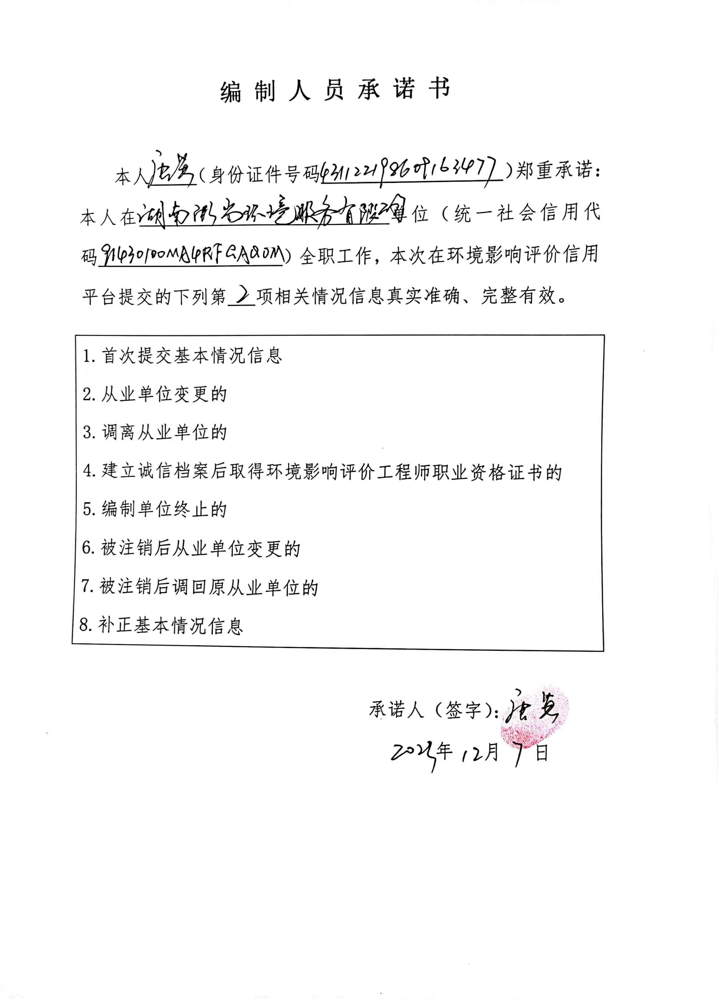 编制人员承诺书
本人唐英（身份证件号码431122198609163477）郑重承诺：
本人在湖南浙尚环境服务有限公司单位（统一社会信用代
码91430100MA4RFGAQ0M）全职工作，本次在环境影响评价信用
平台提交的下列第2项相关情况信息真实准确、完整有效。
1. 首次提交基本情况信息
2. 从业单位变更的
3. 调离从业单位的
4. 建立诚信档案后取得环境影响评价工程师职业资格证书的
5. 编制单位终止的
6. 被注销后从业单位变更的
7. 被注销后调回原从业单位的
8. 补正基本情况信息
承诺人（签字）：唐英
2025年12月7日